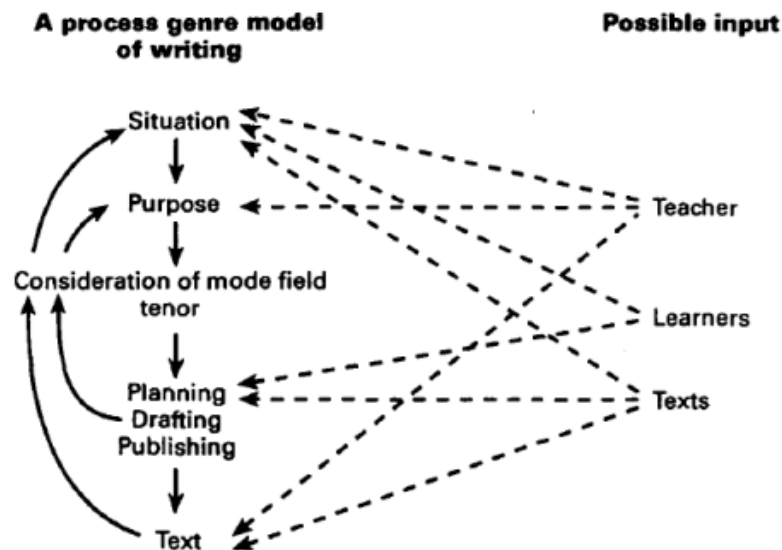 A process genre model
of writing
Possible input
Situation
Purpose
Teacher
Consideration of mode field
tenor
Learners
Planning
Drafting
Publishing
Texts
Text